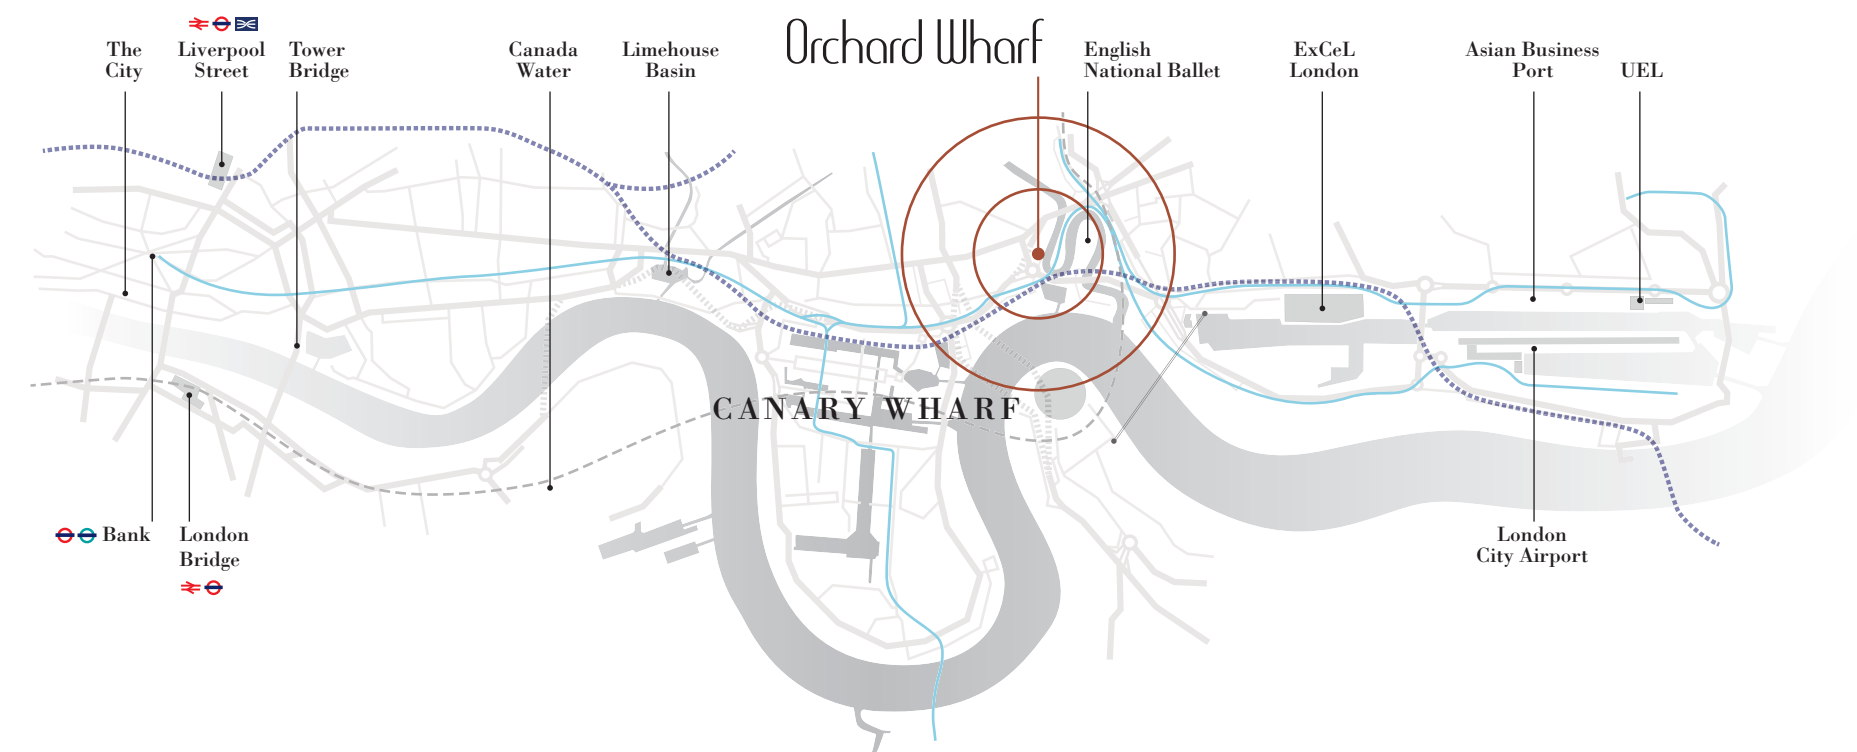 Orchard Wharf
The
City
Liverpool
Street
Tower
Bridge
Canada
Water
Limehouse
Basin
English
National Ballet
ExCeL
London
Asian Business
Port
UEL
CANARY WHARF
Bank
London
Bridge
London
City Airport